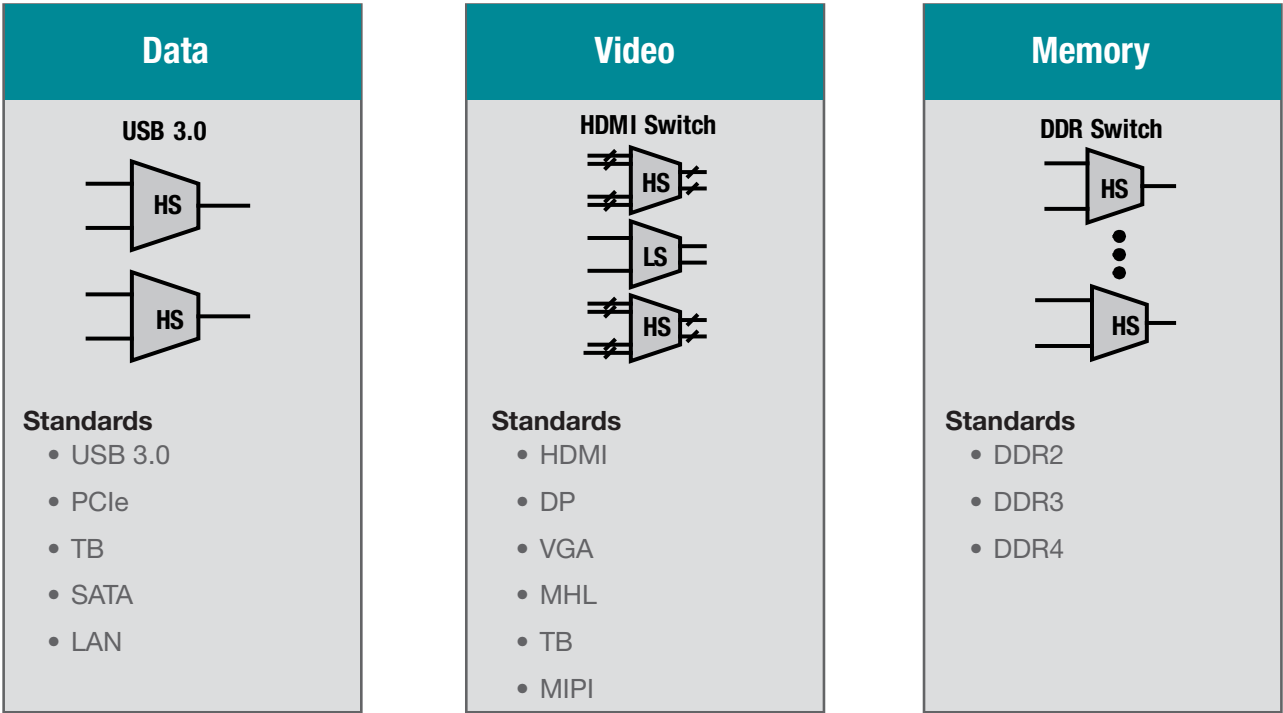 Data
USB 3.0
HS
HS
Standards
• USB 3.0
• PCIe
• TB
• SATA
• LAN
Video
HDMI Switch
HS
LS
HS
Standards
• HDMI
• DP
• VGA
• MHL
• TB
• MIPI
Memory
DDR Switch
HS
HS
Standards
• DDR2
• DDR3
• DDR4